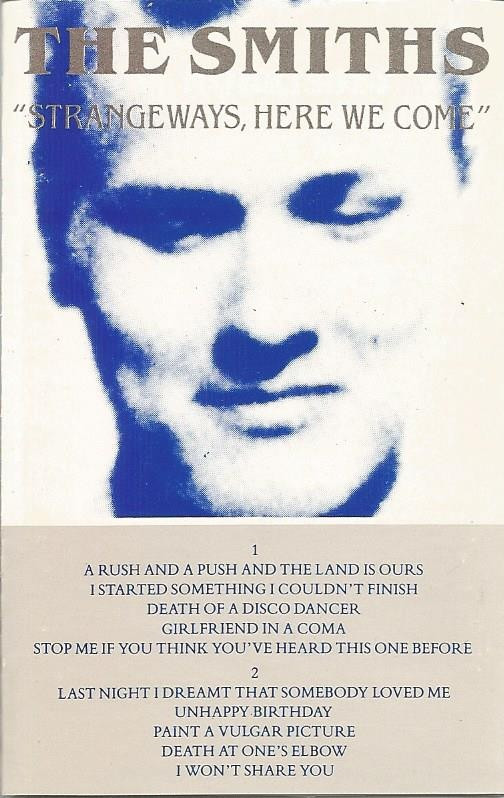 THE SMITHS
"STRANGEWAYS, HERE WE COME"
1
A RUSH AND A PUSH AND THE LAND IS OURS
I STARTED SOMETHING I COULDN'T FINISH
DEATH OF A DISCO DANCER
GIRLFRIEND IN A COMA
STOP ME IF YOU THINK YOU'VE HEARD THIS ONE BEFORE
2
LAST NIGHT I DREAMT THAT SOMEBODY LOVED ME
UNHAPPY BIRTHDAY
PAINT A VULGAR PICTURE
DEATH AT ONE'S ELBOW
I WON'T SHARE YOU